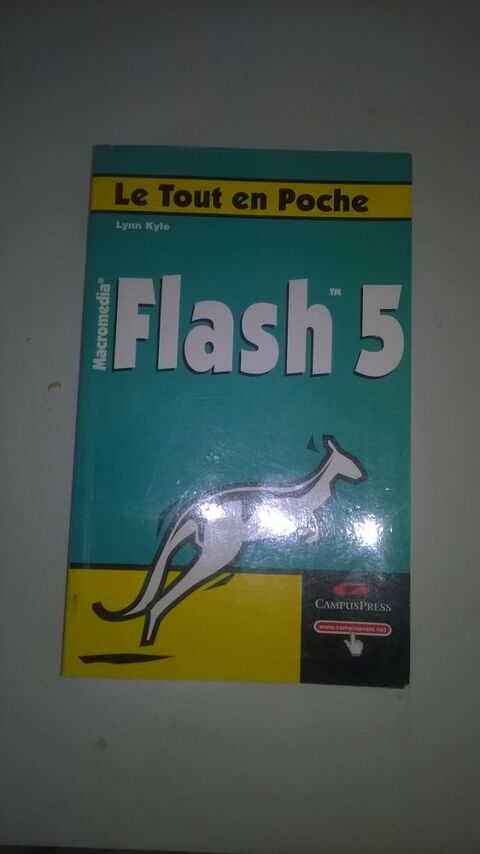 Le Tout en Poche
Lynn Kyle
Macromedia®
Flash™ 5
CAMPUSPRESS
www.campuspress.net